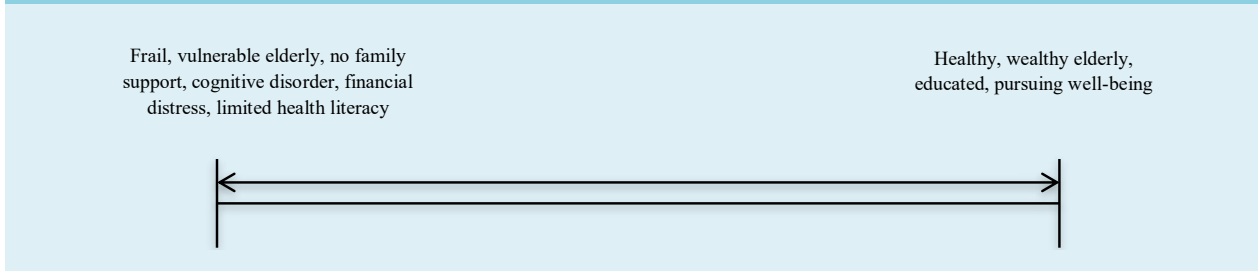 Frail, vulnerable elderly, no family
support, cognitive disorder, financial
distress, limited health literacy
Healthy, wealthy elderly,
educated, pursuing well-being